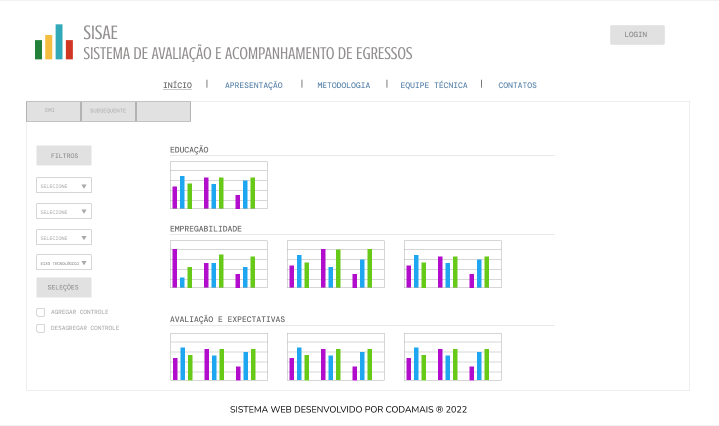 SISAE
SISTEMA DE AVALIAÇÃO E ACOMPANHAMENTO DE EGRESSOS
LOGIN
INÍCIO | APRESENTAÇÃO | METODOLOGIA | EQUIPE TÉCNICA | CONTATOS
SUBSEQUENTE
FILTROS
SELECIONE
SELECIONE
SELECIONE
EIXO TECNOLÓGICO
SELEÇÕES
AGREGAR CONTROLE
DESAGREGAR CONTROLE
EDUCAÇÃO
EMPREGABILIDADE
AVALIAÇÃO E EXPECTATIVAS
SISTEMA WEB DESENVOLVIDO POR CODAMAIS ® 2022